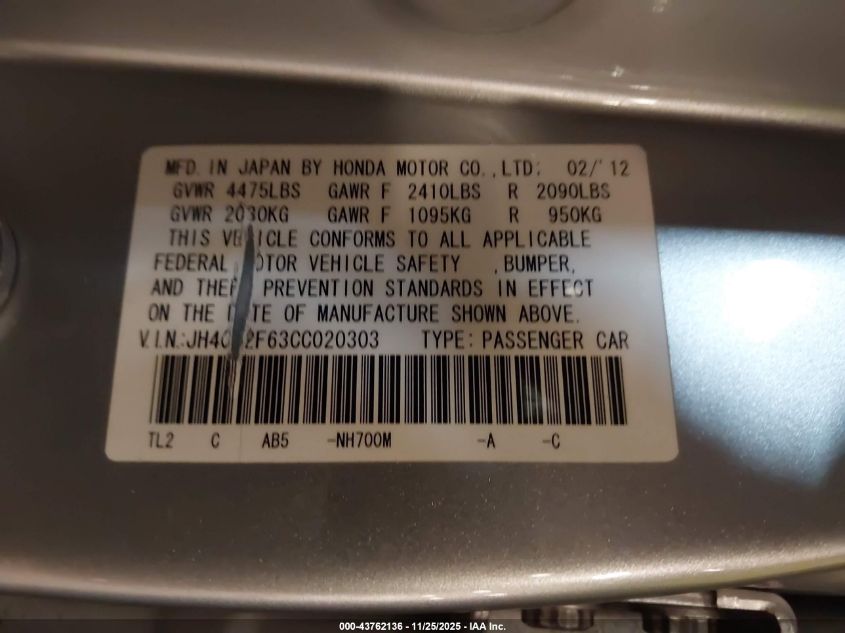 MFD. IN JAPAN BY HONDA MOTOR CO.,LTD: 02/'12
GVWR 4475LBS GAWR F 2410LBS R 2090LBS
GVWR 2030KG GAWR F 1095KG R 950KG
THIS VEHICLE CONFORMS TO ALL APPLICABLE
FEDERAL MOTOR VEHICLE SAFETY ,BUMPER,
AND THEFT PREVENTION STANDARDS IN EFFECT
ON THE DATE OF MANUFACTURE SHOWN ABOVE.
V.I.N.: TYPE: PASSENGER CAR
TL2 C AB5 -NH700M -A -C
000-43762136 - 11/25/2025 - IAA Inc.